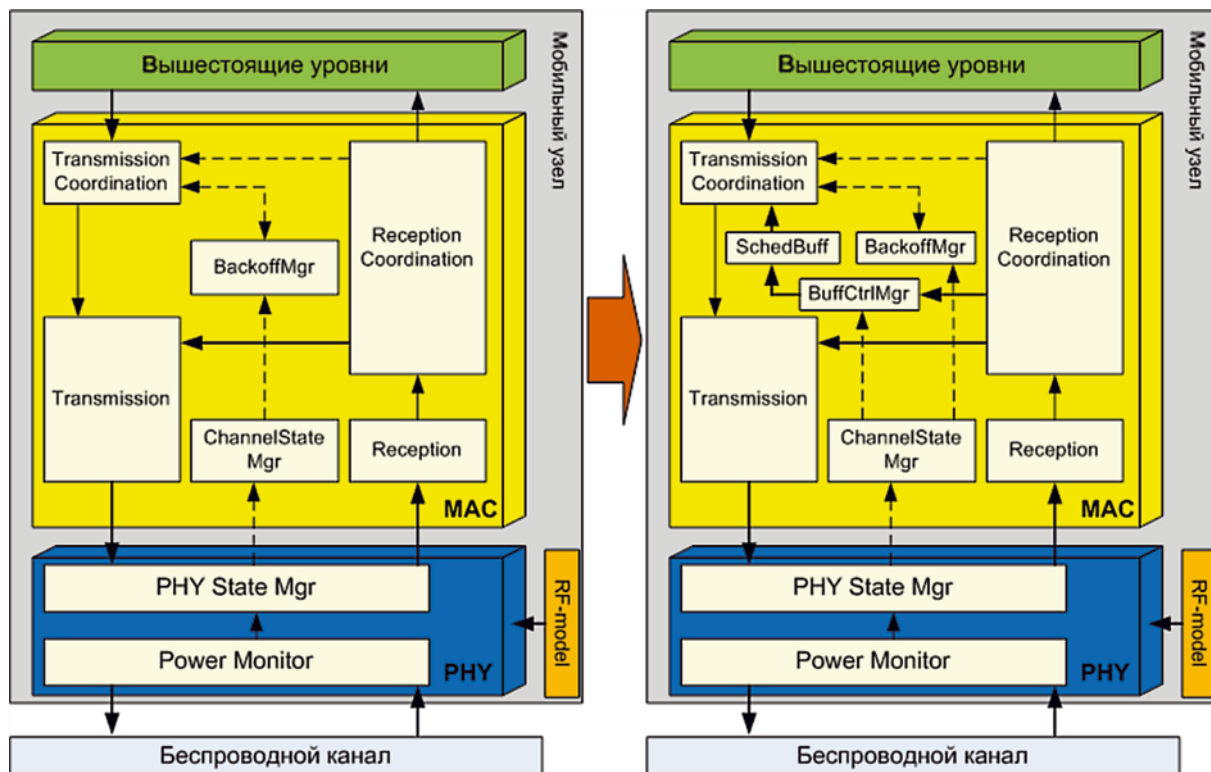 Вышестоящие уровни
Мобильный узел
Transmission
Coordination
Reception
Coordination
BackoffMgr
Transmission
ChannelState
Mgr
Reception
MAC
PHY State Mgr
Power Monitor
PHY
RF-model
Беспроводной канал
Вышестоящие уровни
Мобильный узел
Transmission
Coordination
SchedBuff
BackoffMgr
Reception
Coordination
BuffCtrlMgr
Transmission
ChannelState
Mgr
Reception
MAC
PHY State Mgr
Power Monitor
PHY
RF-model
Беспроводной канал